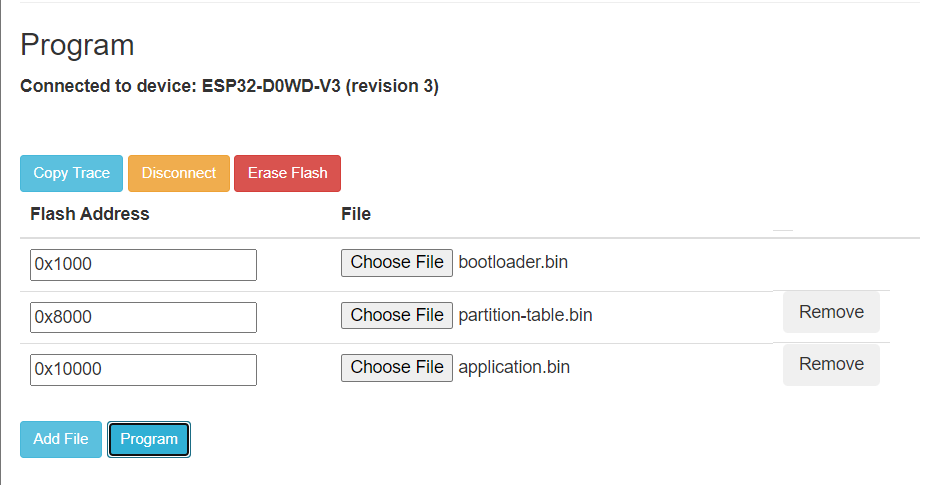 Program
Connected to device: ESP32-D0WD-V3 (revision 3)
Copy Trace Disconnect Erase Flash
Flash Address File
0x1000 Choose File bootloader.bin
0x8000 Choose File partition-table.bin Remove
0x10000 Choose File application.bin Remove
Add File Program